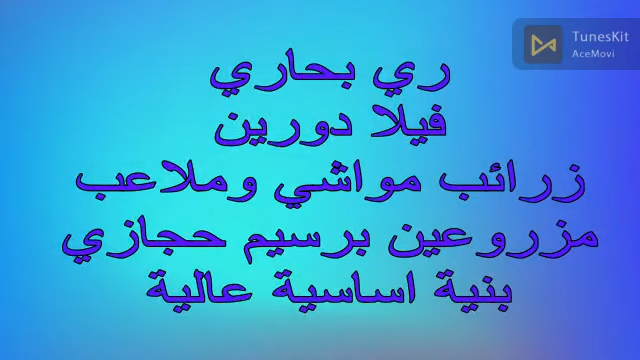 TunesKit
AceMovi
ري بحاري
فيلا دورين
زرائب مواشي وملاعب
مزروعين برسيم حجازي
بنية اساسية عالية